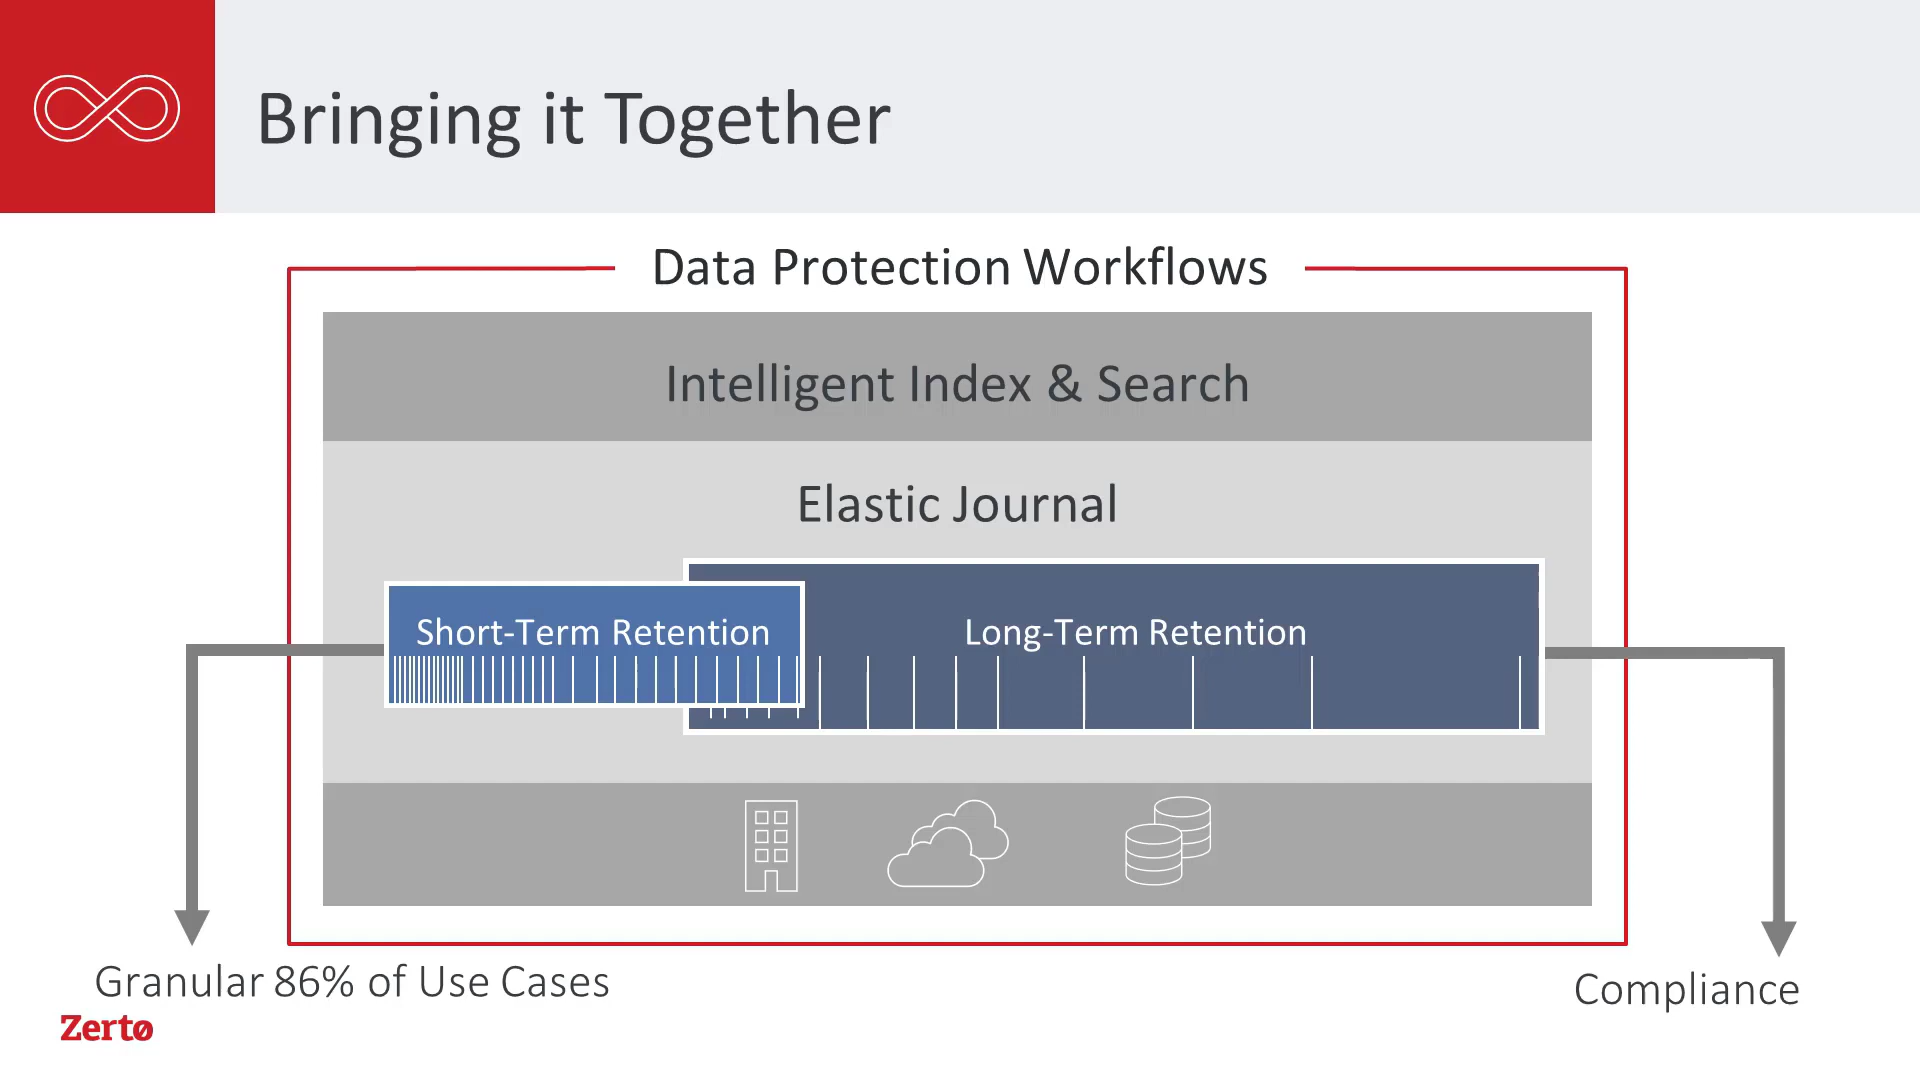 Bringing it Together
Data Protection Workflows
Intelligent Index & Search
Elastic Journal
Short-Term Retention
Long-Term Retention
Granular 86% of Use Cases
Compliance
Zerto